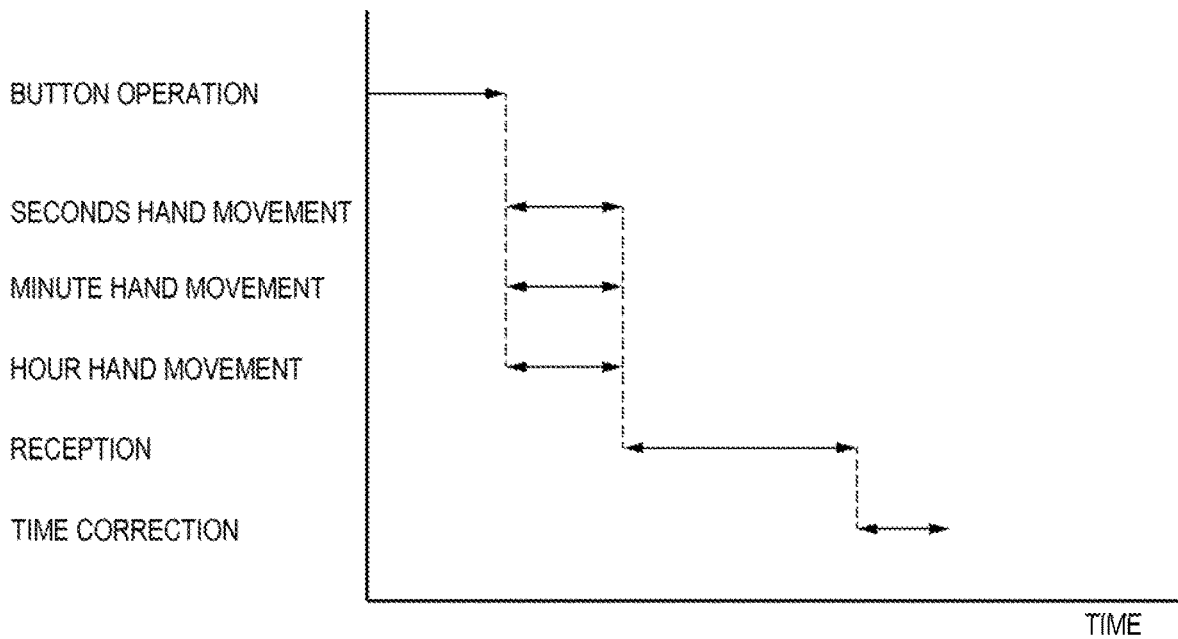 BUTTON OPERATION
SECONDS HAND MOVEMENT
MINUTE HAND MOVEMENT
HOUR HAND MOVEMENT
RECEPTION
TIME CORRECTION
TIME